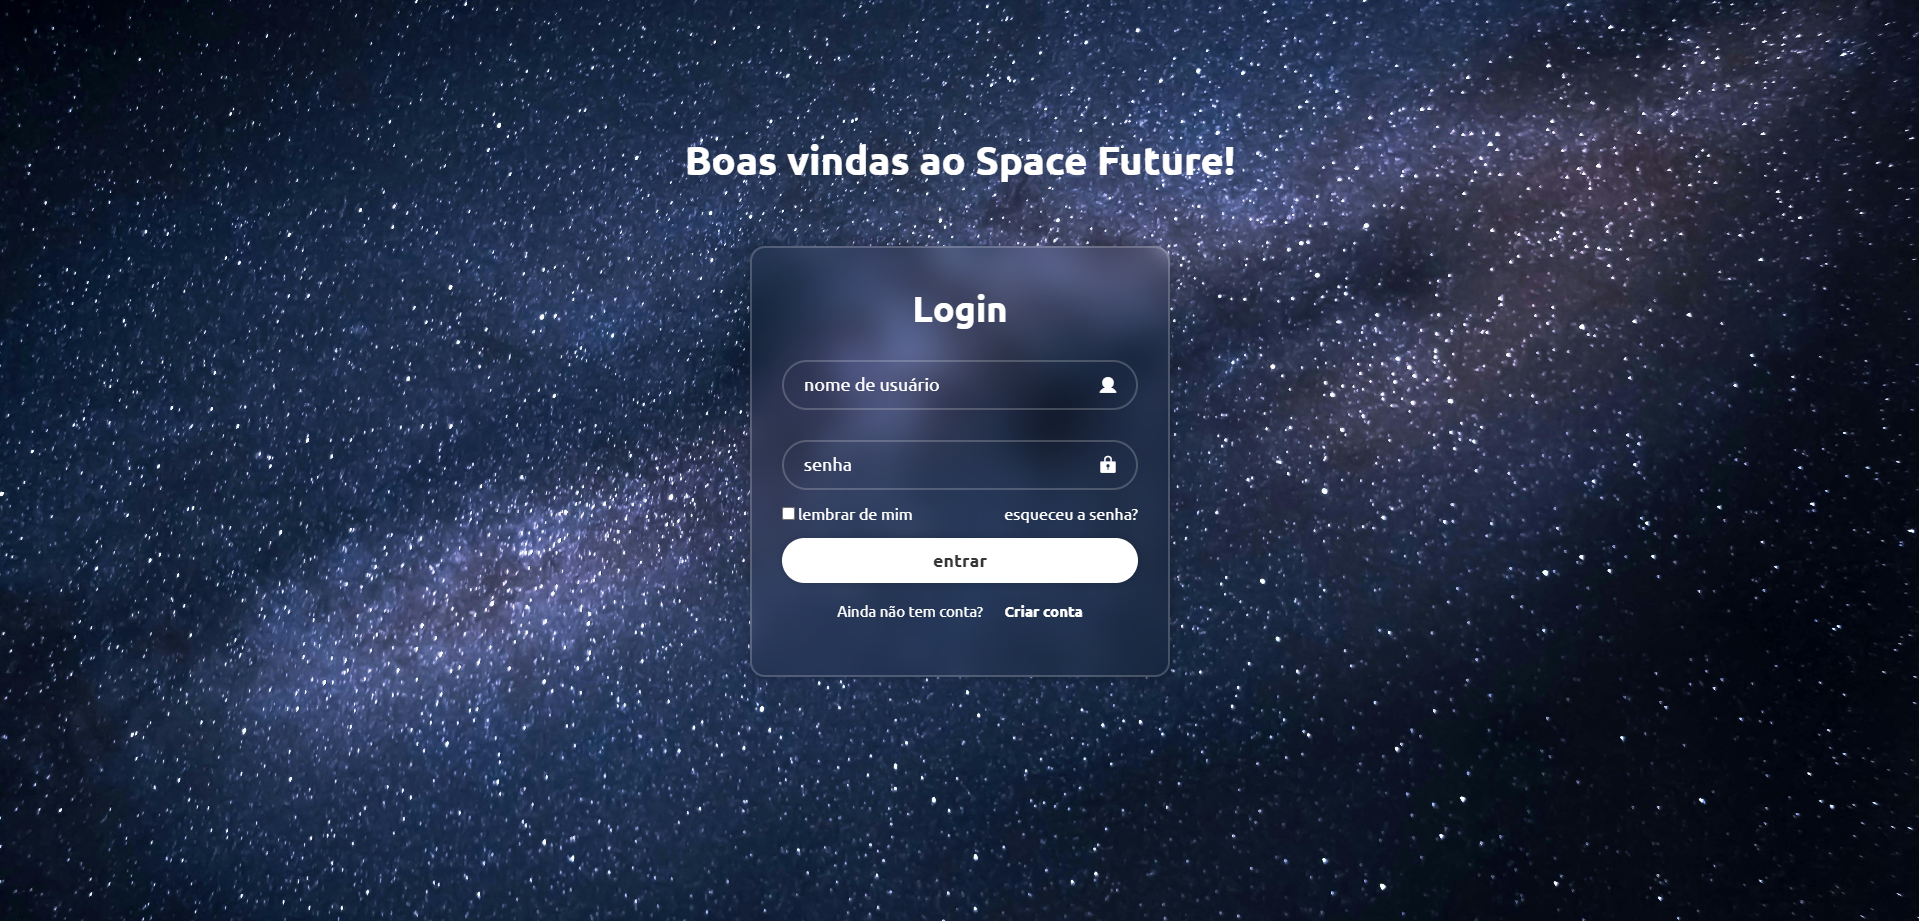 Boas vindas ao Space Future!
Login
nome de usuário
senha
lembrar de mim esqueceu a senha?
entrar
Ainda não tem conta? Criar conta